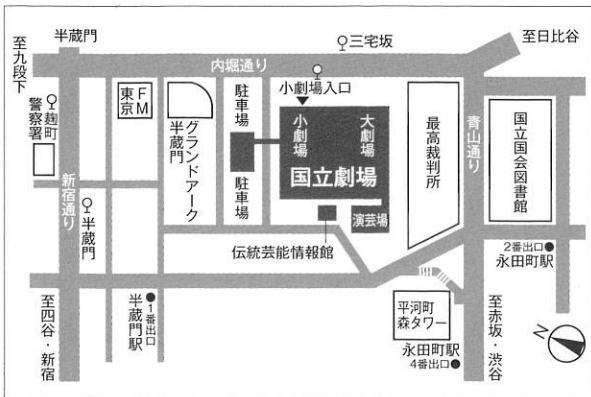 半蔵門
至九段下
三宅坂
至日比谷
内堀通り
小劇場入口
FM
東京
グランドアーク
半蔵門
駐車場
駐車場
小劇場
大劇場
国立劇場
演芸場
伝統芸能情報館
最高裁判所
青山通り
国立国会図書館
麹町
警察署
新宿通り
半蔵門
2番出口
永田町駅
至四谷・新宿
半蔵門駅
1番出口
平河町
森タワー
永田町駅
4番出口
至赤坂・渋谷
N